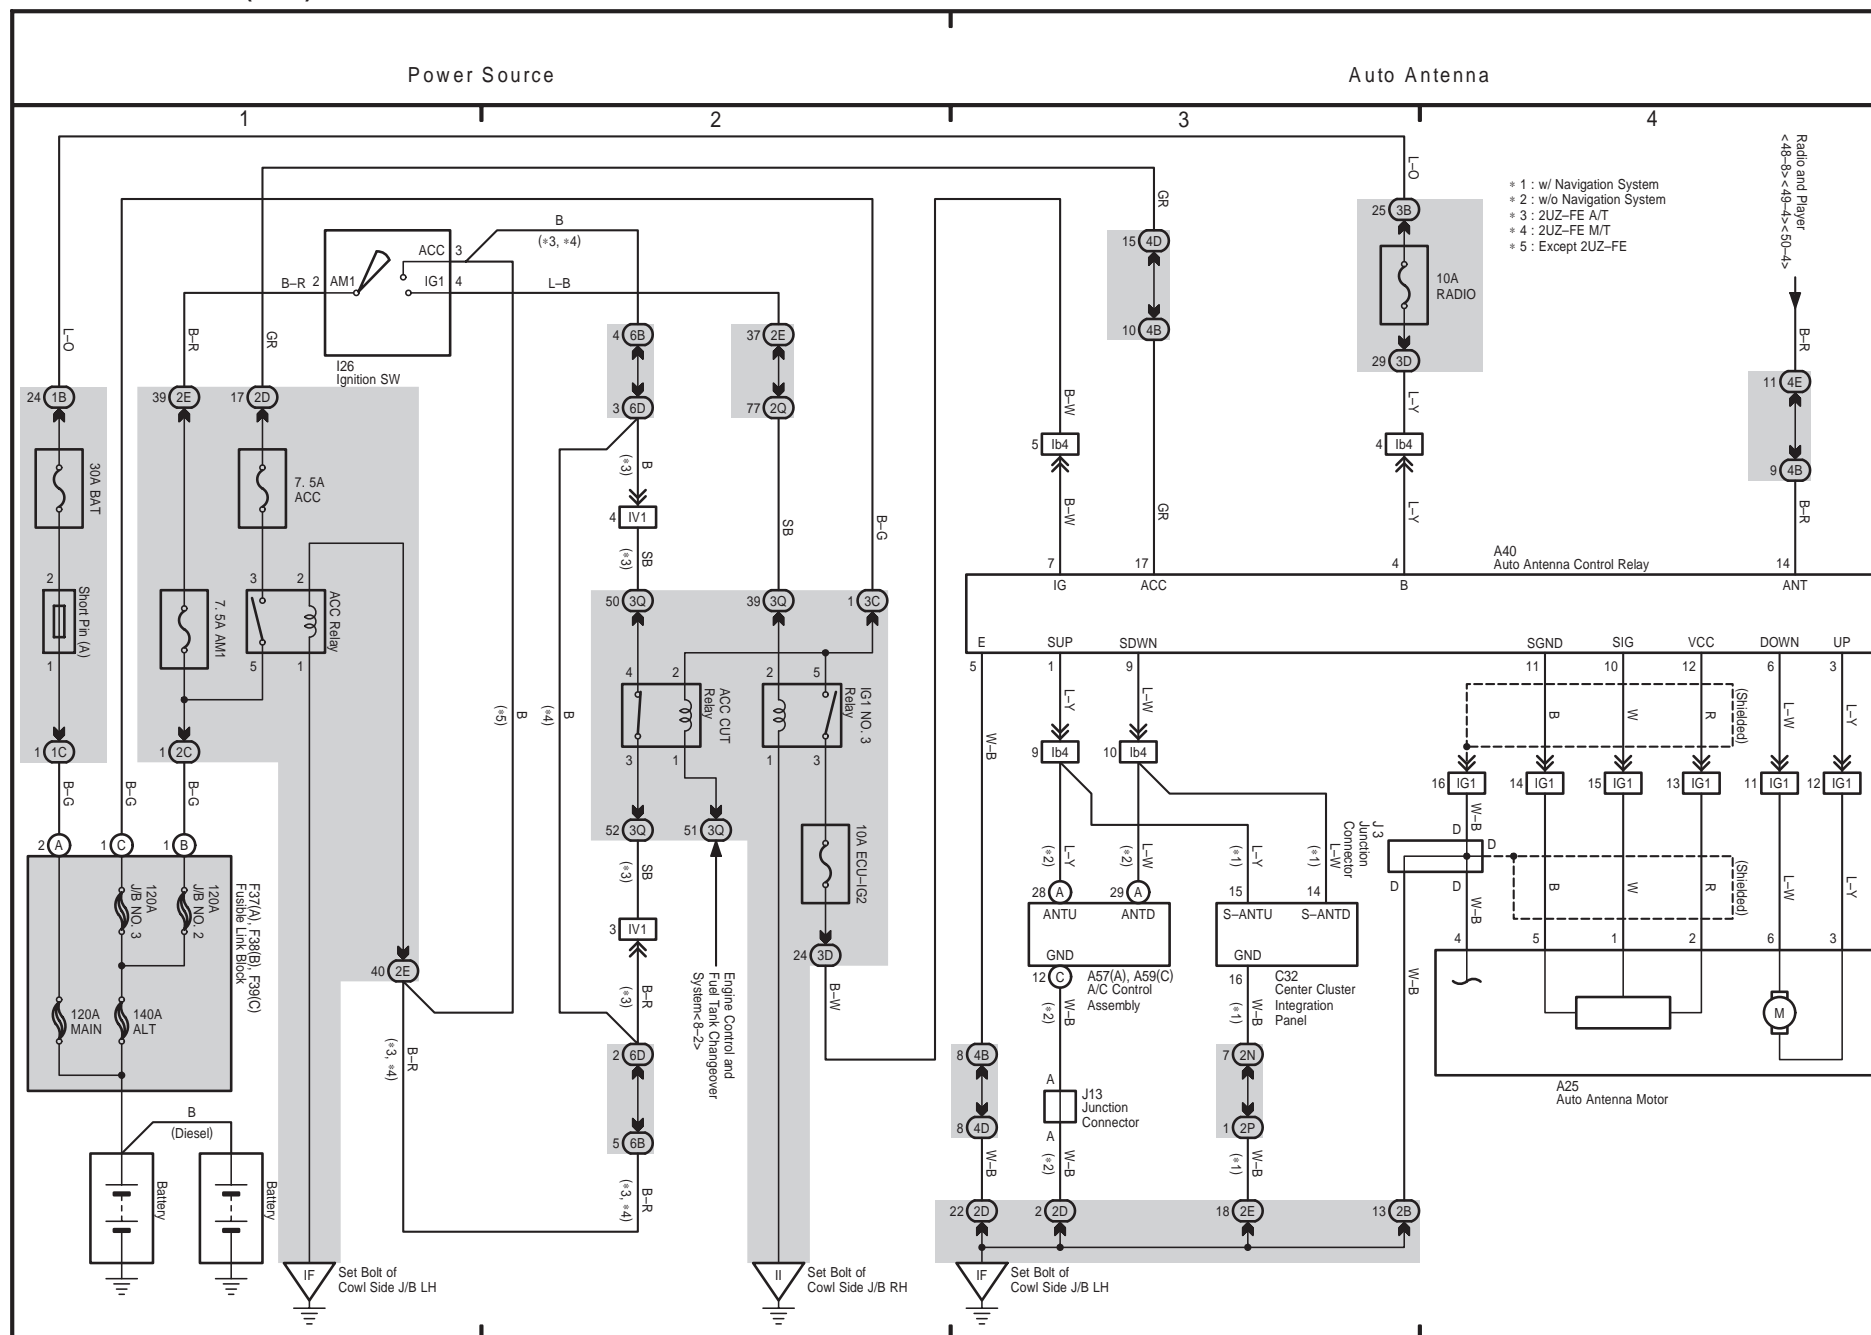 Power Source
Auto Antenna
1
2
3
4
L–O
GR
B
(∗3, ∗4)
ACC 3
B–R 2 AM1
IG1 4
L–B
I26
Ignition SW
L–O
B–R
GR
24 1B
39 2E
17 2D
4 6B
3 6D
37 2E
77 2Q
30A BAT
7. 5A
ACC
2
Short Pin (A)
1
7. 5A AM1
3 2
ACC Relay
5 1
1 1C
1 2C
B–G
B–G
B–G
2 A
1 C
1 B
120A
J/B NO. 3
120A
J/B NO. 2
F37(A), F38(B), F39(C)
Fusible Link Block
120A
MAIN
140A
ALT
B
(Diesel)
Battery
Battery
40 2E
B–R
(∗3, ∗4)
IF
Set Bolt of
Cowl Side J/B LH
B
(∗5)
B
(∗4)
B
(∗3)
4 IV1
SB
(∗3)
SB
B–G
50 3Q
39 3Q
1 3C
4 2
ACC CUT
Relay
3 1
2 5
IG1 NO. 3
Relay
1 3
52 3Q
51 3Q
10A ECU–IG2
24 3D
B–W
SB
(∗3)
3 IV1
B–R
(∗3)
Engine Control and
Fuel Tank Changeover
System<8–2>
2 6D
5 6B
B–R
(∗3, ∗4)
II
Set Bolt of
Cowl Side J/B RH
15 4D
10 4B
B–W
5 Ib4
B–W
GR
25 3B
10A
RADIO
29 3D
L–Y
4 Ib4
L–Y
∗ 1 : w/ Navigation System
∗ 2 : w/o Navigation System
∗ 3 : 2UZ–FE A/T
∗ 4 : 2UZ–FE M/T
∗ 5 : Except 2UZ–FE
Radio and Player
<48–8><49–4><50–4>
B–R
11 4E
9 4B
B–R
A40
Auto Antenna Control Relay
7 17 4 14
IG ACC B ANT
E SUP SDWN SGND SIG VCC DOWN UP
5 1 9 11 10 12 6 3
W–B
L–Y
L–W
B
W
R
(Shielded)
L–W
L–Y
9 Ib4
10 Ib4
16 IG1
14 IG1
15 IG1
13 IG1
11 IG1
12 IG1
L–Y
(∗2)
L–W
(∗2)
L–Y
(∗1)
L–W
(∗1)
J 3
Junction
Connector
W–B
D
D
D
D
W–B
B
W
R
(Shielded)
L–W
L–Y
28 A
29 A
15
14
ANTU ANTD
GND
12 C
A57(A), A59(C)
A/C Control
Assembly
S–ANTU S–ANTD
GND
16
C32
Center Cluster
Integration
Panel
4 5 1 2 6 3
M
A25
Auto Antenna Motor
W–B
(∗2)
W–B
(∗1)
W–B
8 4B
8 4D
A
J13
Junction
Connector
A
7 2N
1 2P
W–B
W–B
(∗2)
W–B
(∗1)
22 2D
2 2D
18 2E
13 2B
IF
Set Bolt of
Cowl Side J/B LH